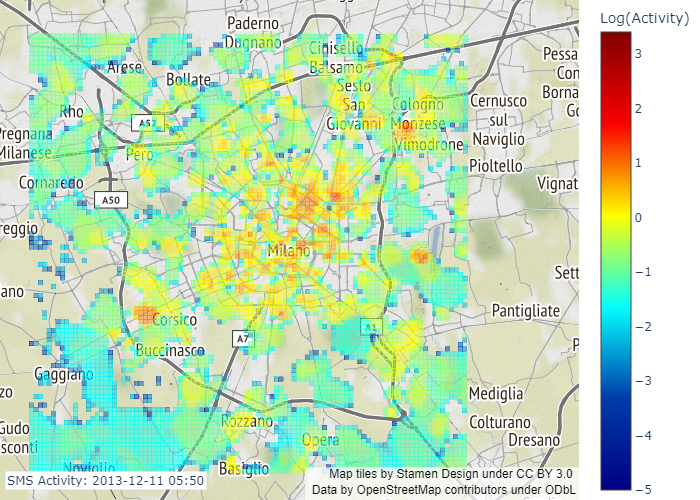 Log(Activity)
3
2
1
0
−1
−2
−3
−4
−5
Paderno
Dugnano
Cinisello
Balsamo
Sesto
San
Giovanni
Arese
Bollate
Rho
A52
Pregnana
Milanese
Pero
Cornaredo
A50
Cologno
Monzese
Vimodrone
Cernusco
sul
Naviglio
Pioltello
Pessa
Con
Borna
Go
Vignat
reggio
Milano
Sett
ano
Corsico
Buccinasco
A7
A1
Pantigliate
P
Gaggiano
zo
Gudo
sconti
Mediglia
Colturano
Dresano
Rozzano
Opera
Noviglio
Basiglio
SMS Activity: 2013-12-11 05:50
Map tiles by Stamen Design under CC BY 3.0
Data by OpenStreetMap contributors under ODbL